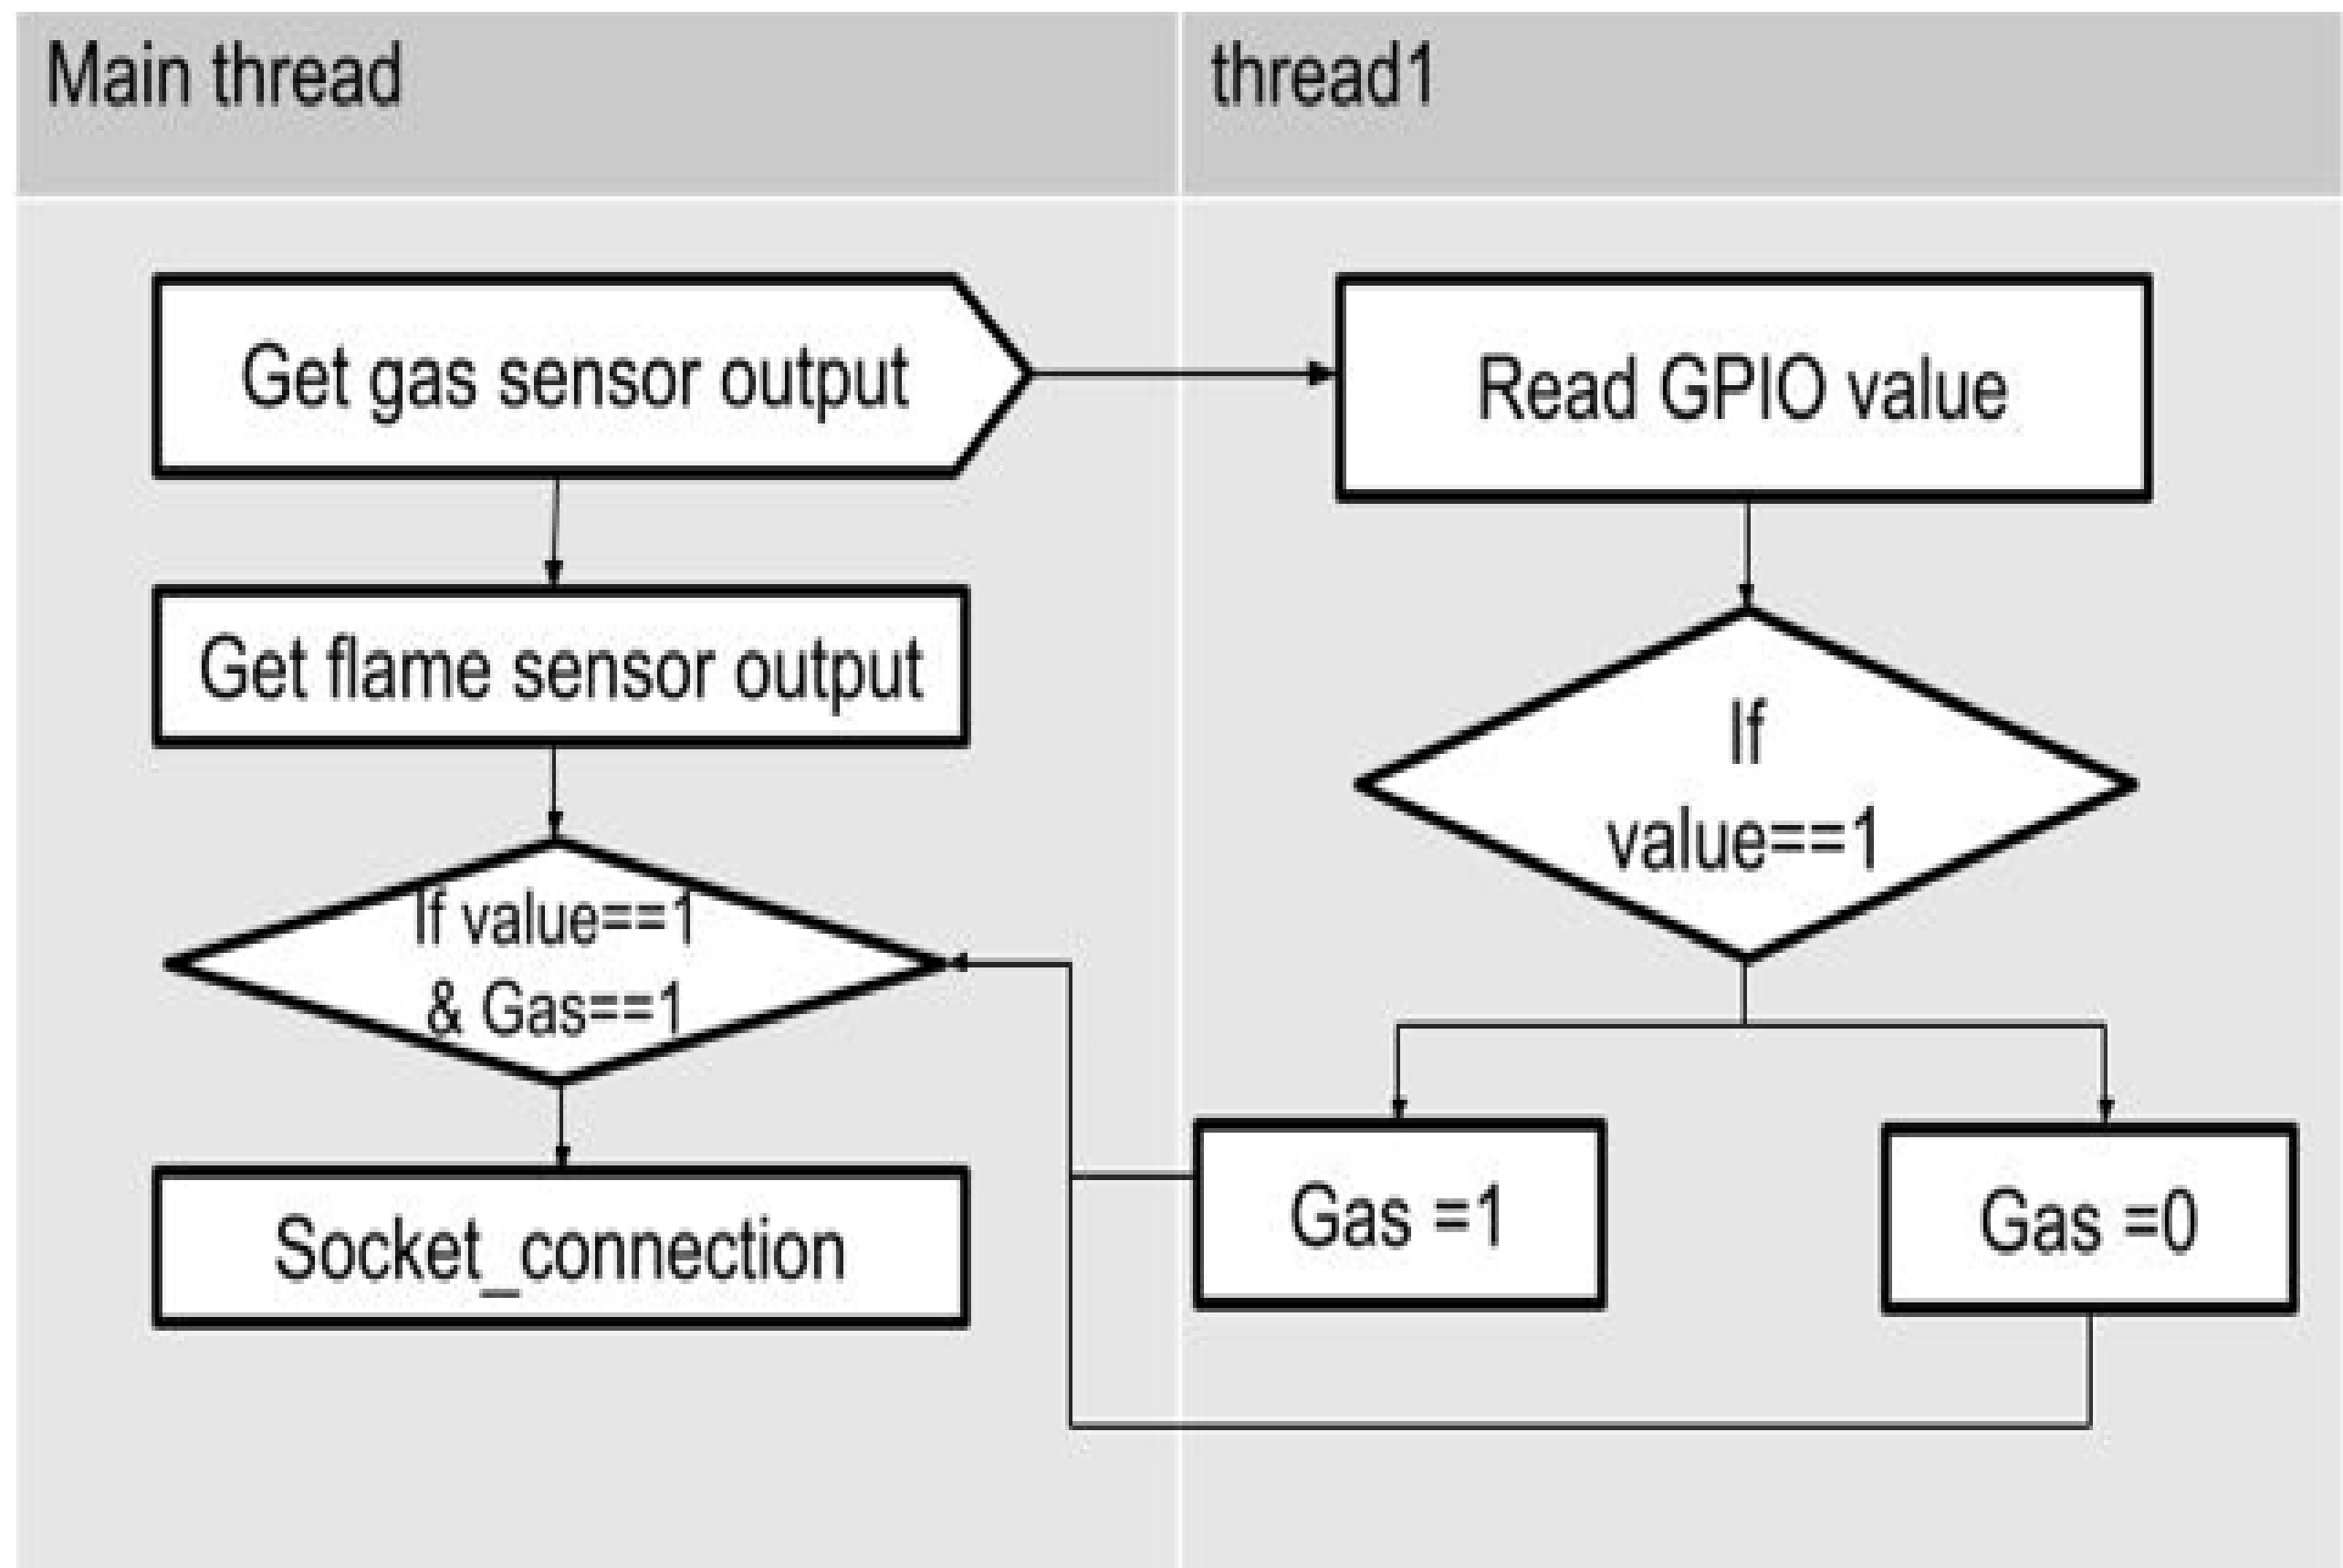 Main thread
thread1
Get gas sensor output
Read GPIO value
Get flame sensor output
If
value==1
If value==1
& Gas==1
Gas =1
Gas =0
Socket_connection